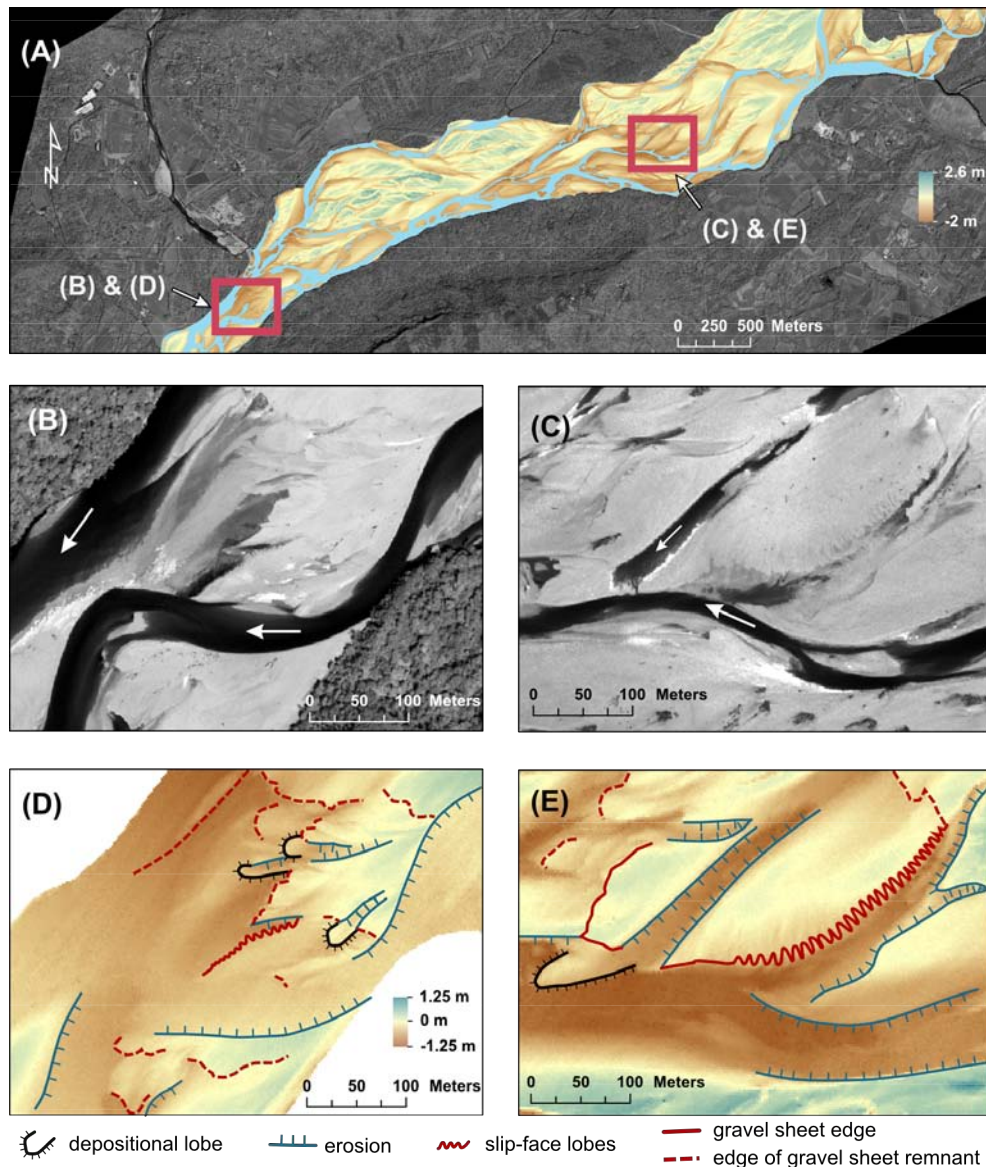 (A)
N
2.6 m
-2 m
(C) & (E)
(B) & (D)
0 250 500 Meters
(B)
(C)
0 50 100 Meters
0 50 100 Meters
(D)
(E)
1.25 m
0 m
-1.25 m
0 50 100
Meters
0 50 100 Meters
depositional lobe
erosion
slip-face lobes
gravel sheet edge
edge of gravel sheet remnant